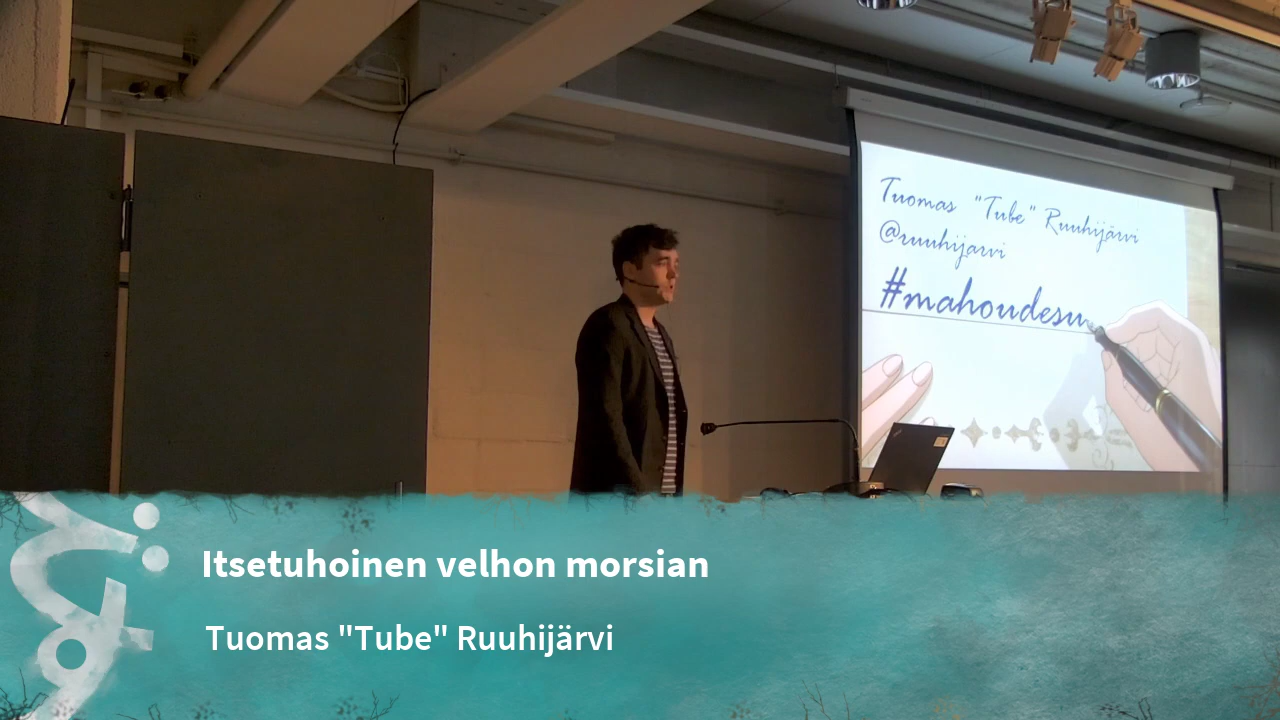 Tuomas "Tube" Ruuhijärvi
@ruuhijarvi
#mahoudesu
Itsetuhoinen velhon morsian
Tuomas "Tube" Ruuhijärvi